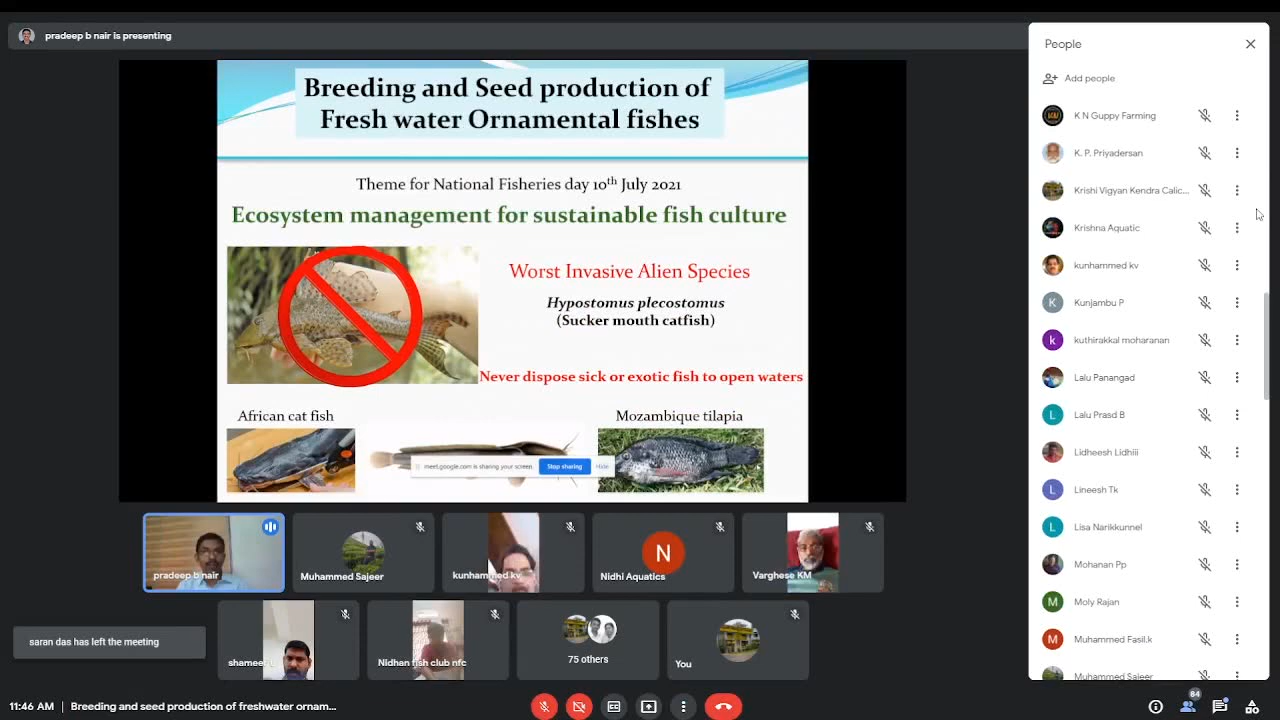 pradeep b nair is presenting
Breeding and Seed production of
Fresh water Ornamental fishes
Theme for National Fisheries day 10th July 2021
Ecosystem management for sustainable fish culture
Worst Invasive Alien Species
Hypostomus plecostomus
(Sucker mouth catfish)
Never dispose sick or exotic fish to open waters
African cat fish
Mozambique tilapia
meet.google.com is sharing your screen.
Stop sharing
Hide
pradeep b nair
Muhammed Sajeer
kunhammed kv
N
Nidhi Aquatics
Varghese KM
saran das has left the meeting
shameer
Nidhen fish club nfc
75 others
You
People
Add people
K N Guppy Farming
K. P. Priyadersan
Krishi Vigyan Kendra Calic...
Krishna Aquatic
kunhammed kv
K
Kunjambu P
k
kuthirakkal moharanan
Lalu Panangad
L
Lalu Prasd B
Lidheesh Lidhiii
L
Lineesh Tk
L
Lisa Narikkunnel
Mohanan Pp
M
Moly Rajan
M
Muhammed Fasil.k
Muhammed Sajeer
11:46 AM | Breeding and seed production of freshwater ornam...
84